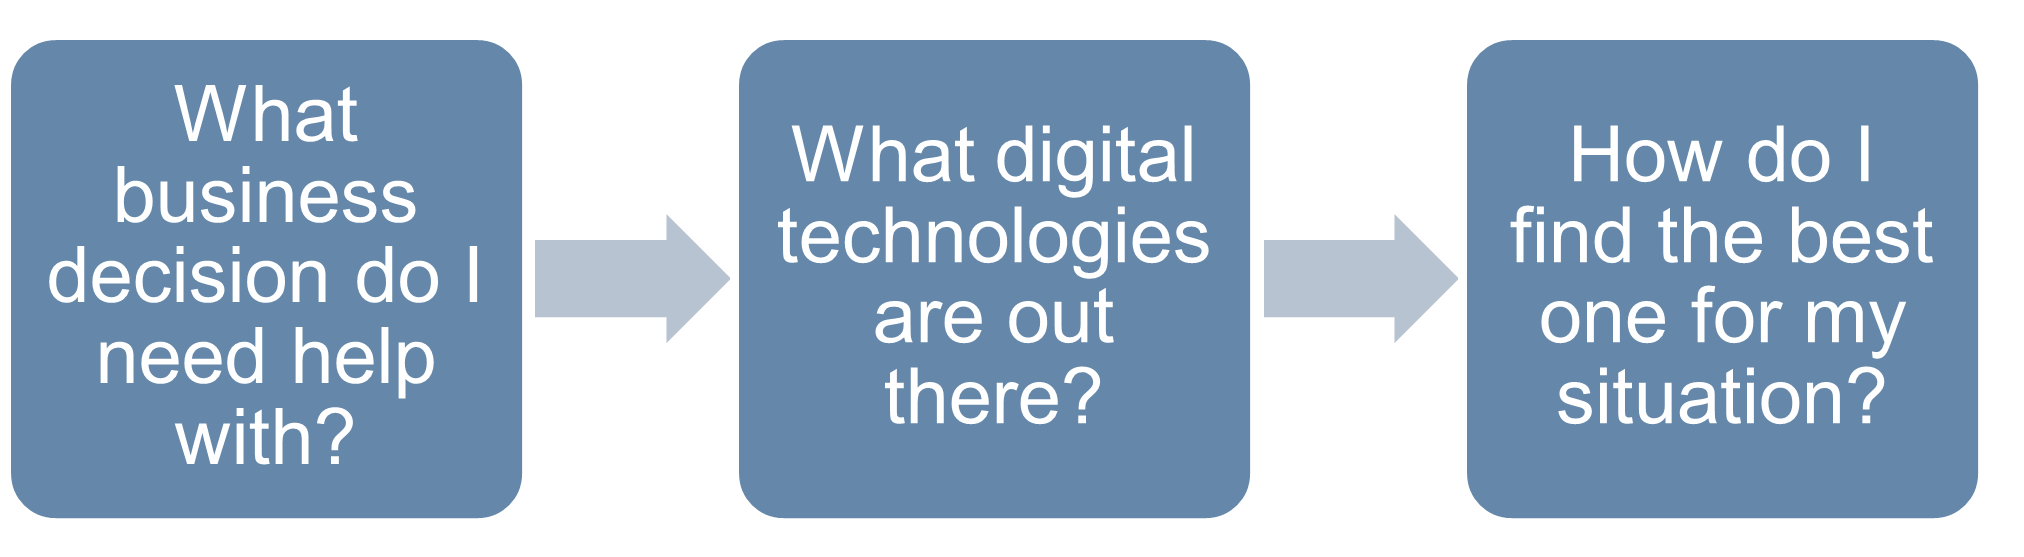 What
business
decision do I
need help
with?
What digital
technologies
are out
there?
How do I
find the best
one for my
situation?